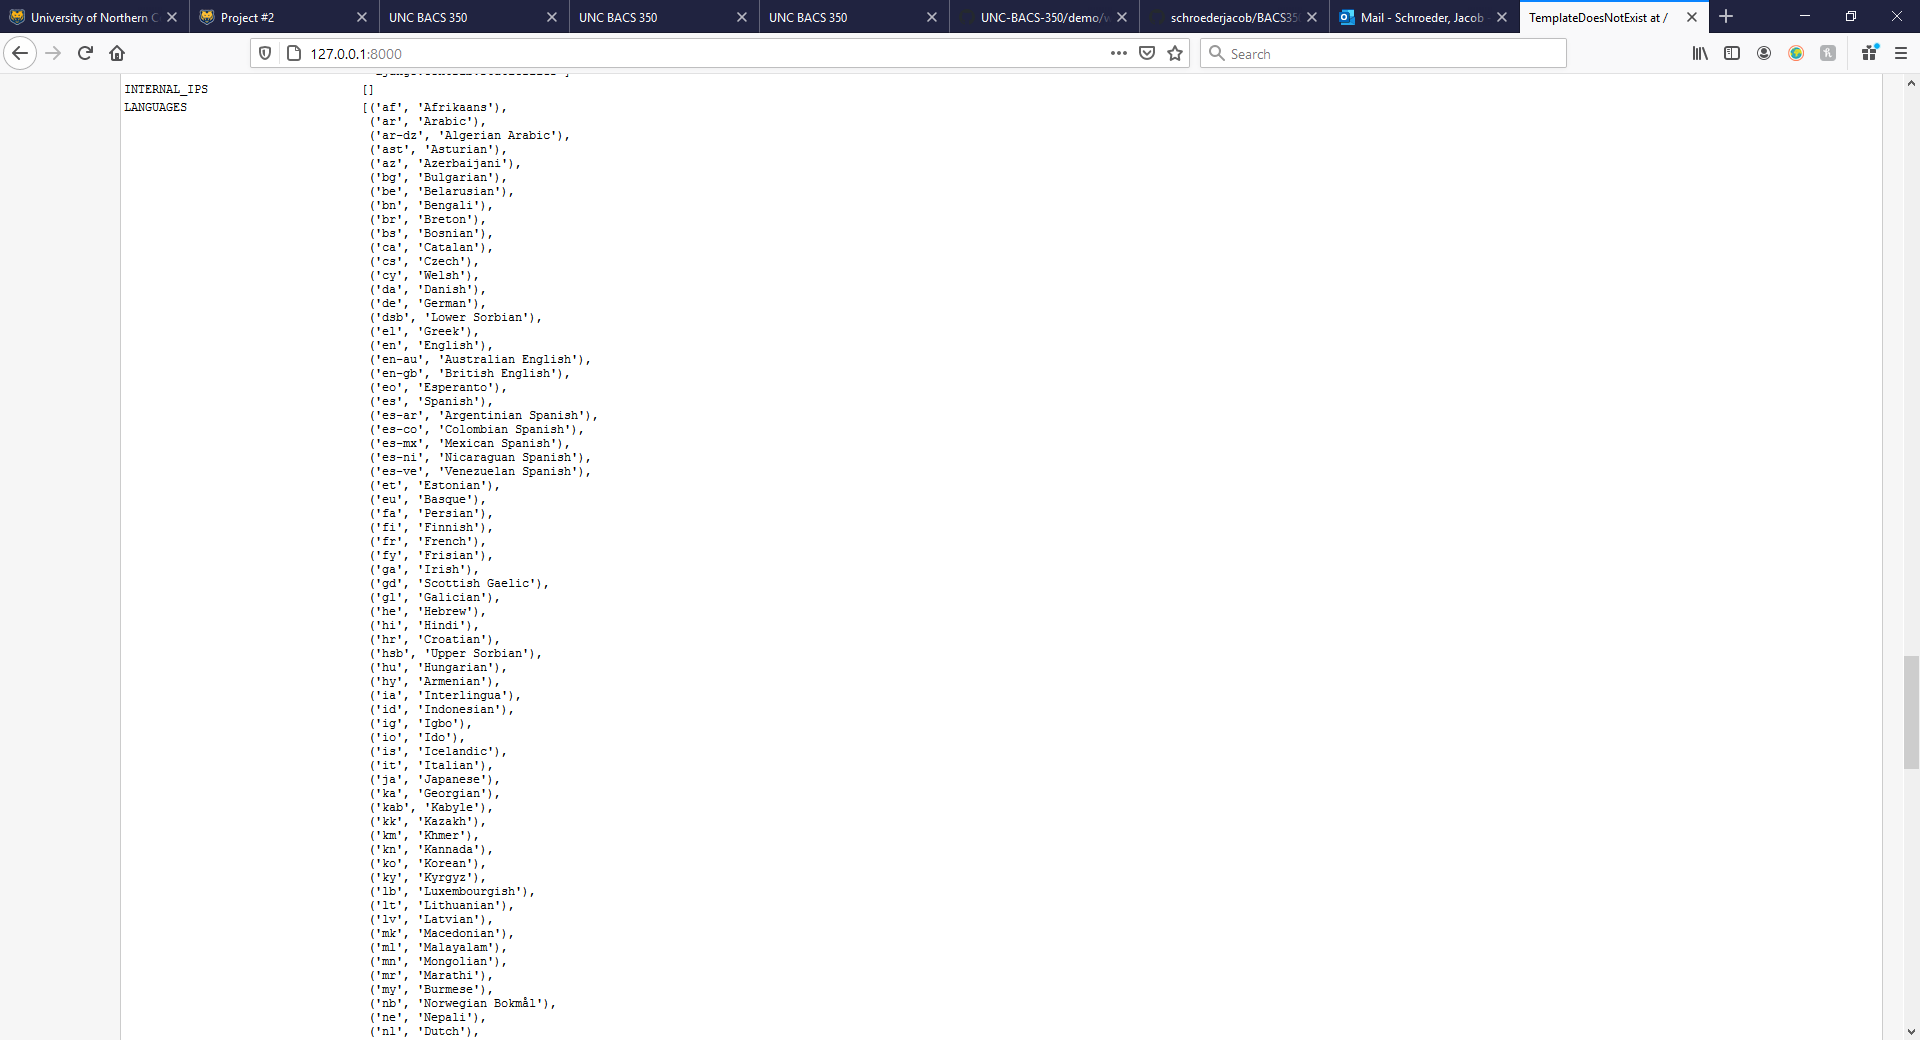 University of Northern C
Project #2
UNC BACS 350
UNC BACS 350
UNC BACS 350
UNC-BACS-350/demo/w
schroederjacob/BACS350
Mail - Schroeder, Jacob -
TemplateDoesNotExist at /
127.0.0.1:8000
Search
INTERNAL_IPS []
LANGUAGES [('af', 'Afrikaans'),
('ar', 'Arabic'),
('ar-dz', 'Algerian Arabic'),
('ast', 'Asturian'),
('az', 'Azerbaijani'),
('bg', 'Bulgarian'),
('be', 'Belarusian'),
('bn', 'Bengali'),
('br', 'Breton'),
('bs', 'Bosnian'),
('ca', 'Catalan'),
('cs', 'Czech'),
('cy', 'Welsh'),
('da', 'Danish'),
('de', 'German'),
('dsb', 'Lower Sorbian'),
('el', 'Greek'),
('en', 'English'),
('en-au', 'Australian English'),
('en-gb', 'British English'),
('eo', 'Esperanto'),
('es', 'Spanish'),
('es-ar', 'Argentinian Spanish'),
('es-co', 'Colombian Spanish'),
('es-mx', 'Mexican Spanish'),
('es-ni', 'Nicaraguan Spanish'),
('es-ve', 'Venezuelan Spanish'),
('et', 'Estonian'),
('eu', 'Basque'),
('fa', 'Persian'),
('fi', 'Finnish'),
('fr', 'French'),
('fy', 'Frisian'),
('ga', 'Irish'),
('gd', 'Scottish Gaelic'),
('gl', 'Galician'),
('he', 'Hebrew'),
('hi', 'Hindi'),
('hr', 'Croatian'),
('hsb', 'Upper Sorbian'),
('hu', 'Hungarian'),
('hy', 'Armenian'),
('ia', 'Interlingua'),
('id', 'Indonesian'),
('ig', 'Igbo'),
('io', 'Ido'),
('is', 'Icelandic'),
('it', 'Italian'),
('ja', 'Japanese'),
('ka', 'Georgian'),
('kab', 'Kabyle'),
('kk', 'Kazakh'),
('km', 'Khmer'),
('kn', 'Kannada'),
('ko', 'Korean'),
('ky', 'Kyrgyz'),
('lb', 'Luxembourgish'),
('lt', 'Lithuanian'),
('lv', 'Latvian'),
('mk', 'Macedonian'),
('ml', 'Malayalam'),
('mn', 'Mongolian'),
('mr', 'Marathi'),
('my', 'Burmese'),
('nb', 'Norwegian Bokmål'),
('ne', 'Nepali'),
('nl', 'Dutch'),